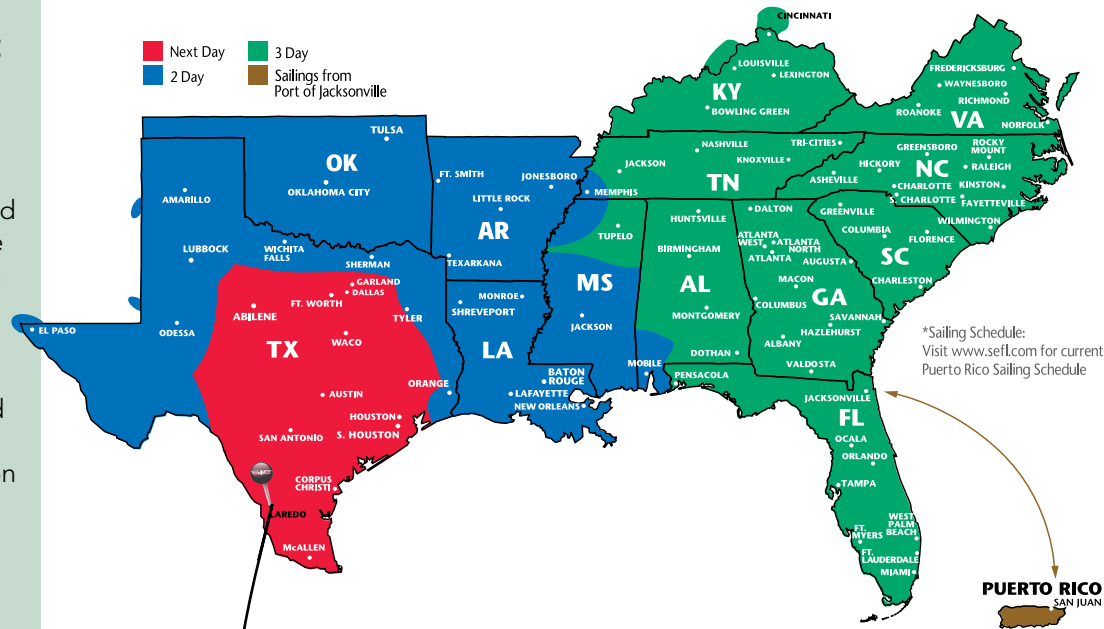 Next Day
2 Day
3 Day
Sailings from
Port of Jacksonville
CINCINNATI
LOUISVILLE
LEXINGTON
KY
BOWLING GREEN
FREDERICKSBURG
WAYNESBORO
RICHMOND
ROANOKE
VA
NORFOLK
TULSA
OK
OKLAHOMA CITY
FT. SMITH
JONESBORO
LITTLE ROCK
AR
TEXARKANA
NASHVILLE
TRI-CITIES
KNOXVILLE
JACKSON
TN
MEMPHIS
GREENSBORO
ROCKY
MOUNT
HICKORY
NC
RALEIGH
ASHEVILLE
CHARLOTTE
KINSTON
S. CHARLOTTE
FAYETTEVILLE
WILMINGTON
AMARILLO
LUBBOCK
WICHITA
FALLS
SHERMAN
GARLAND
DALLAS
FT. WORTH
ABILENE
TYLER
EL PASO
ODESSA
WACO
TX
AUSTIN
ORANGE
HOUSTON
S. HOUSTON
SAN ANTONIO
CORPUS
CHRISTI
LAREDO
McALLEN
MONROE
SHREVEPORT
LA
BATON
ROUGE
LAFAYETTE
NEW ORLEANS
TUPELO
MS
JACKSON
HUNTSVILLE
BIRMINGHAM
AL
MONTGOMERY
DOTHAN
MOBILE
DALTON
ATLANTA
WEST
ATLANTA
NORTH
ATLANTA
AUGUSTA
MACON
GA
COLUMBUS
SAVANNAH
HAZLEHURST
ALBANY
VALDOSTA
GREENVILLE
COLUMBIA
FLORENCE
SC
CHARLESTON
PENSACOLA
JACKSONVILLE
FL
OCALA
ORLANDO
TAMPA
WEST
PALM
BEACH
FT.
MYERS
FT.
LAUDERDALE
MIAMI
*Sailing Schedule:
Visit www.sefl.com for current
Puerto Rico Sailing Schedule
PUERTO RICO
SAN JUAN